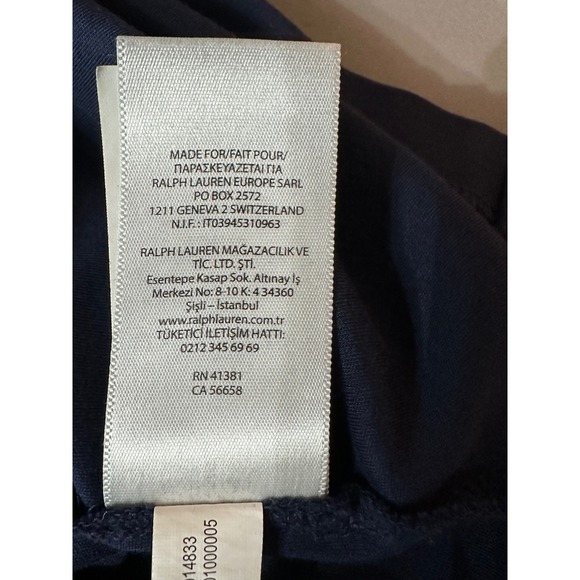 MADE FOR/FAIT POUR/
ΠΑΡΑΣΚΕΥΑΖΕΤΑΙ ΓΙΑ
RALPH LAUREN EUROPE SARL
PO BOX 2572
1211 GENEVA 2 SWITZERLAND
N.I.F. : IT03945310963
RALPH LAUREN MAĞAZACILIK VE
TİC. LTD. ŞTİ.
Esentepe Kasap Sok. Altınay İş
Merkezi No: 8-10 K: 4 34360
Şişli – İstanbul
www.ralphlauren.com.tr
TÜKETİCİ İLETİŞİM HATTI:
0212 345 69 69
RN 41381
CA 56658
014833
01000005